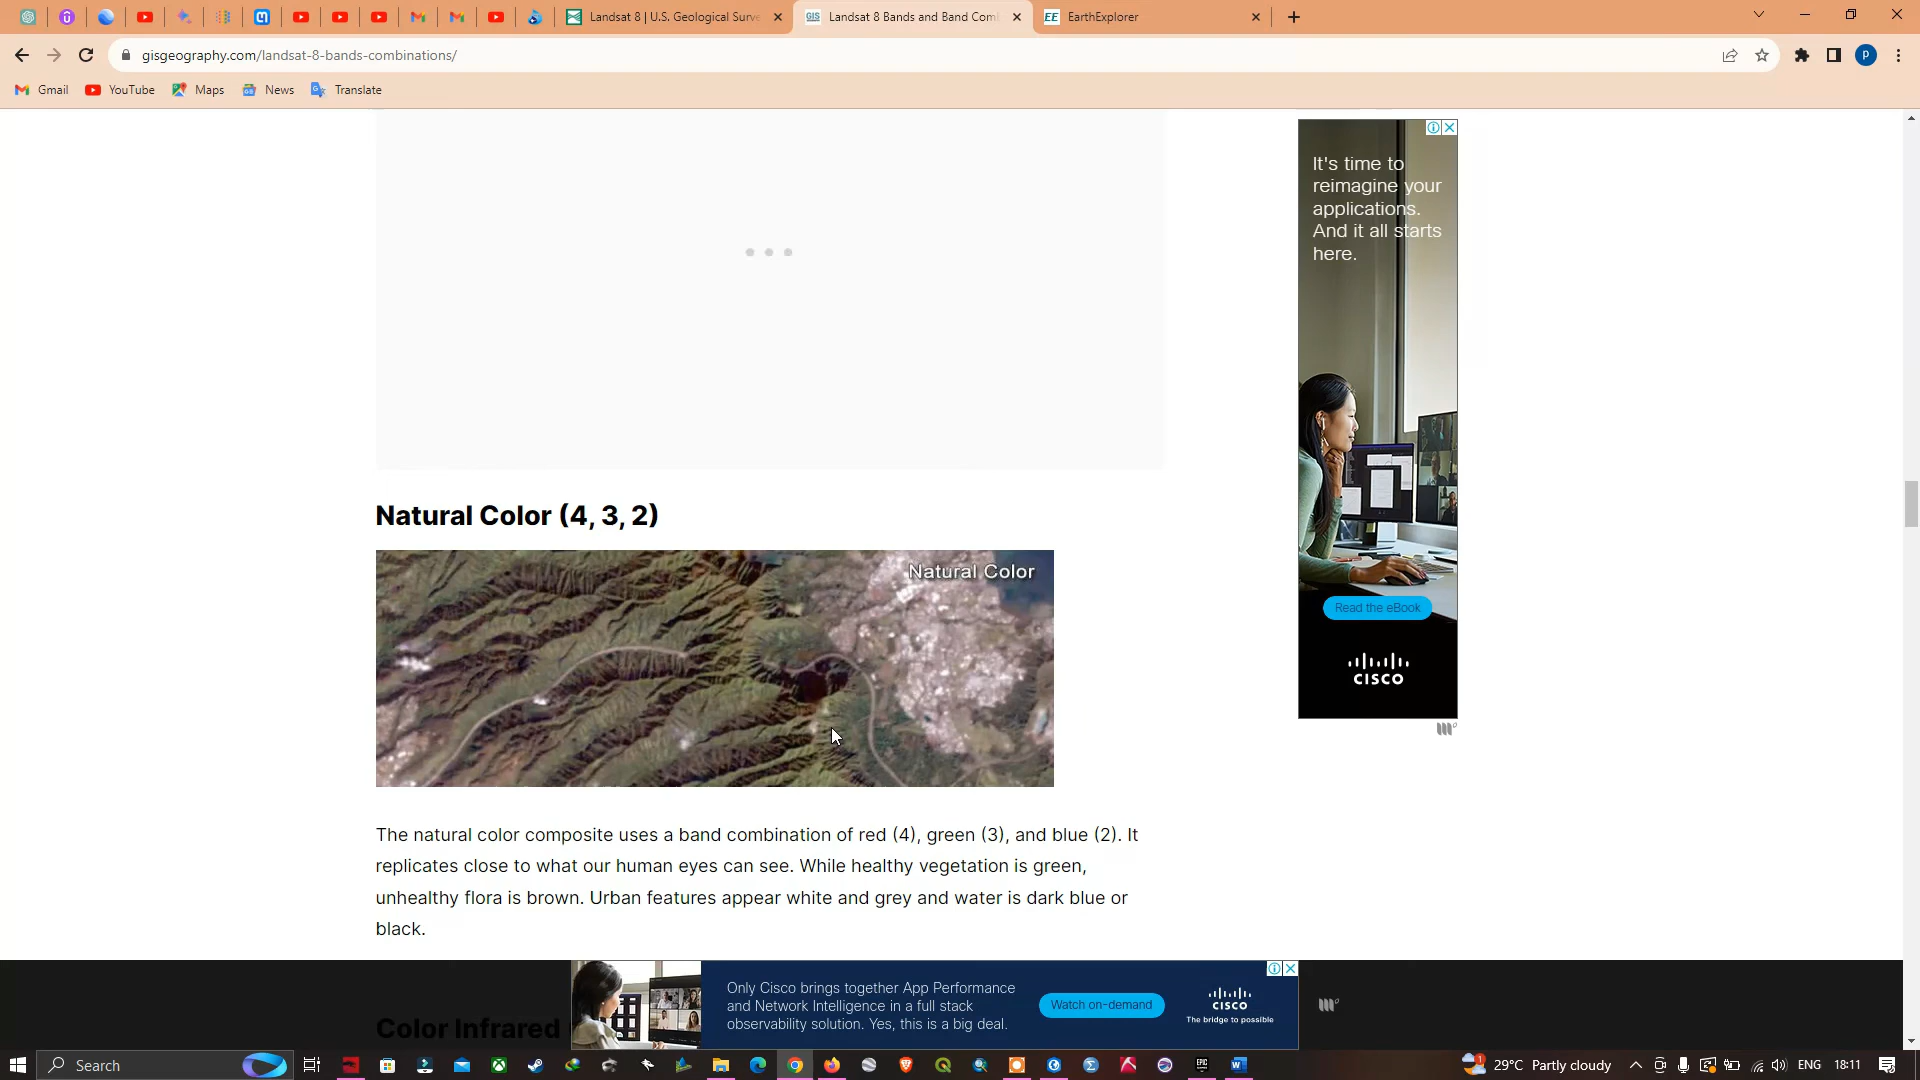 Landsat 8 | U.S. Geological Surve
Landsat 8 Bands and Band Com
EarthExplorer
gisgeography.com/landsat-8-bands-combinations/
P
Gmail
YouTube
Maps
News
Translate
It's time to
reimagine your
applications.
And it all starts
here.
Read the eBook
CISCO
Natural Color (4, 3, 2)
Natural Color
The natural color composite uses a band combination of red (4), green (3), and blue (2). It
replicates close to what our human eyes can see. While healthy vegetation is green,
unhealthy flora is brown. Urban features appear white and grey and water is dark blue or
black.
Color Infrared
Only Cisco brings together App Performance
and Network Intelligence in a full stack
observability solution. Yes, this is a big deal.
Watch on-demand
CISCO
The bridge to possible
Search
29°C Partly cloudy
ENG
18:11